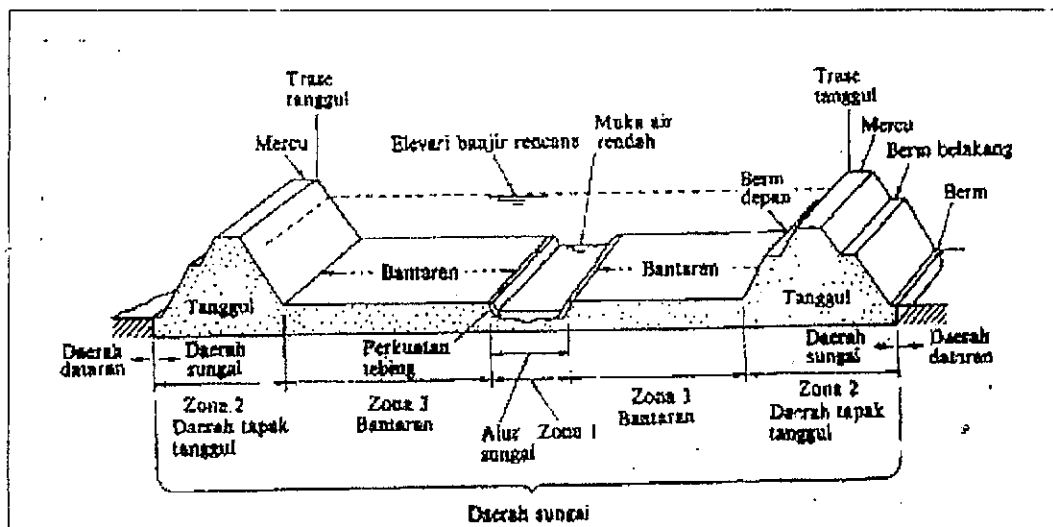 Trase
tanggul
Mercu
Elevasi banjir rencana
Muka air
rendah
Trase
tanggul
Mercu
Berm belakang
Berm
depan
Berm
Bantaran
Bantaran
Tanggul
Tanggul
Daerah
dataran
Daerah
sungai
Perkuatan
tebing
Daerah
sungai
Daerah
dataran
Zona 2
Daerah tapak
tanggul
Zona 3
Bantaran
Alur
sungai
Zona 1
Zona 3
Bantaran
Zona 2
Daerah tapak
tanggul
Daerah sungai